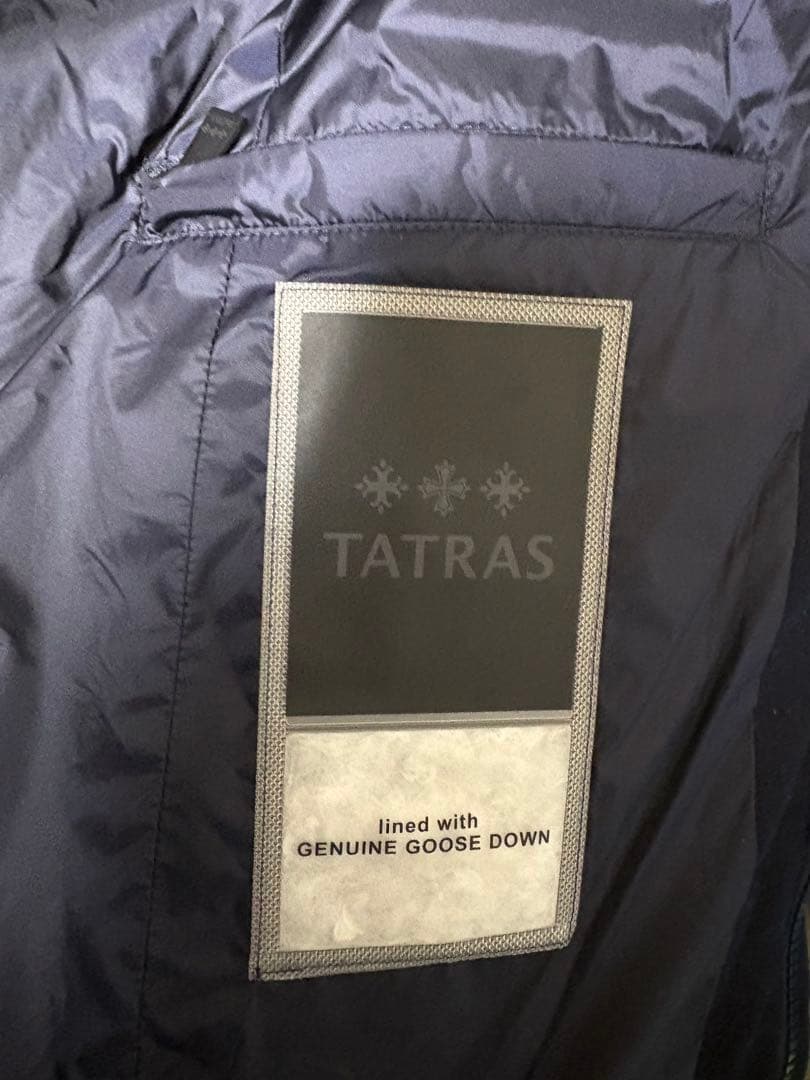 TATRAS
lined with
GENUINE GOOSE DOWN